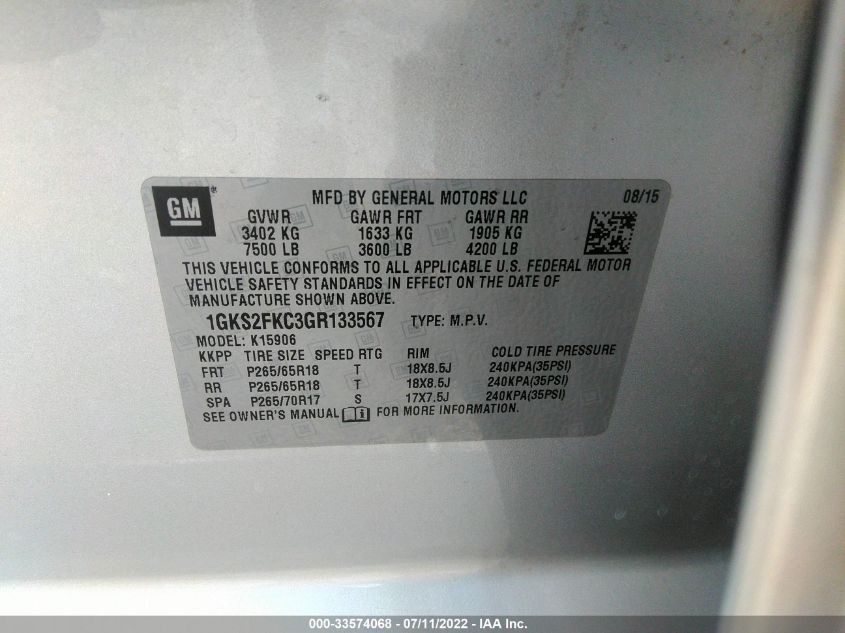 GM ® MFD BY GENERAL MOTORS LLC 08/15
GVWR GAWR FRT GAWR RR
3402 KG 1633 KG 1905 KG
7500 LB 3600 LB 4200 LB
THIS VEHICLE CONFORMS TO ALL APPLICABLE U.S. FEDERAL MOTOR
VEHICLE SAFETY STANDARDS IN EFFECT ON THE DATE OF
MANUFACTURE SHOWN ABOVE.
1GKS2FKC3GR133567 TYPE: M.P.V.
MODEL: K15906
KKPP TIRE SIZE SPEED RTG RIM COLD TIRE PRESSURE
FRT P265/65R18 T 18X8.5J 240KPA(35PSI)
RR P265/65R18 T 18X8.5J 240KPA(35PSI)
SPA P265/70R17 S 17X7.5J 240KPA(35PSI)
SEE OWNER'S MANUAL i FOR MORE INFORMATION.
000-33574068 - 07/11/2022 - IAA Inc.